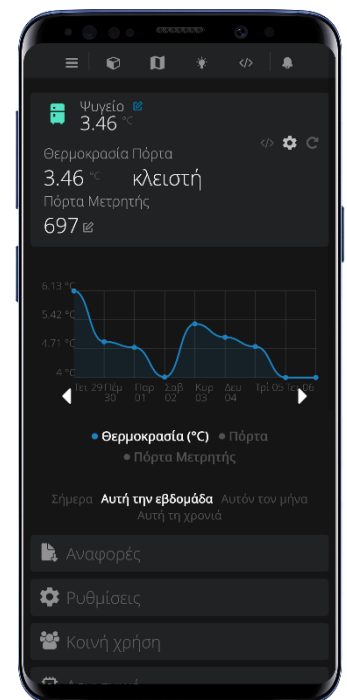 </>
Ψυγείο
3.46 °C
</>
Θερμοκρασία Πόρτα
3.46 °C κλειστή
Πόρτα Μετρητής
697
6.13 °C
5.42 °C
4.71 °C
4 °C
Τετ 29 Πέμ 30 Παρ 01 Σαβ 02 Κυρ 03 Δευ 04 Τρί 05 Τετ 06
Θερμοκρασία (°C) Πόρτα
Πόρτα Μετρητής
Σήμερα Αυτή την εβδομάδα Αυτόν τον μήνα
Αυτή τη χρονιά
Αναφορές
Ρυθμίσεις
Κοινή χρήση